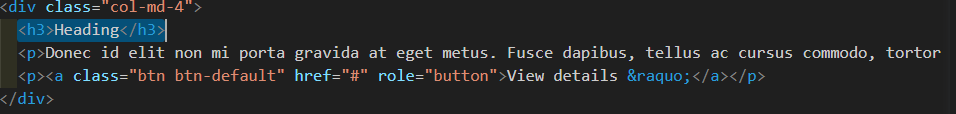 <div class="col-md-4">
<h3>Heading</h3>
<p>Donec id elit non mi porta gravida at eget metus. Fusce dapibus, tellus ac cursus commodo, tortor
<p><a class="btn btn-default" href="#" role="button">View details &raquo;</a></p>
</div>